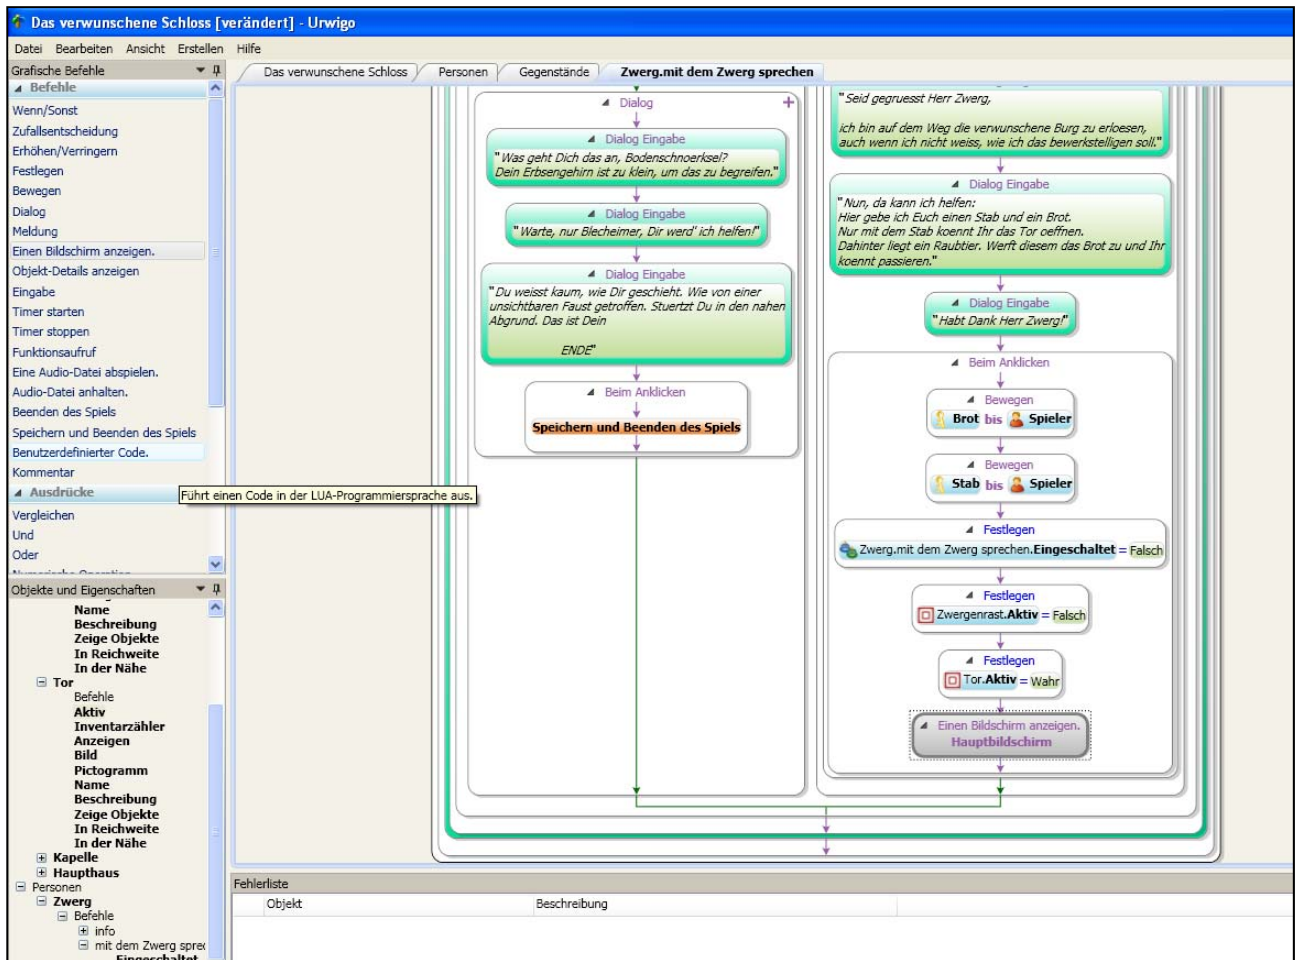 Das verwunschene Schloss [verändert] - Urwigo
Datei Bearbeiten Ansicht Erstellen Hilfe
Grafische Befehle
Befehle
Wenn/Sonst
Zufallsentscheidung
Erhöhen/Verringern
Festlegen
Bewegen
Dialog
Meldung
Einen Bildschirm anzeigen.
Objekt-Details anzeigen
Eingabe
Timer starten
Timer stoppen
Funktionsaufruf
Eine Audio-Datei abspielen.
Audio-Datei anhalten.
Beenden des Spiels
Speichern und Beenden des Spiels
Benutzerdefinierter Code.
Kommentar
Ausdrücke
Führt einen Code in der LUA-Programmiersprache aus.
Vergleichen
Und
Oder
Objekte und Eigenschaften
Name
Beschreibung
Zeige Objekte
In Reichweite
In der Nähe
Tor
Befehle
Aktiv
Inventarzähler
Anzeigen
Bild
Pictogramm
Name
Beschreibung
Zeige Objekte
In Reichweite
In der Nähe
Kapelle
Haupthaus
Personen
Zwerg
Befehle
info
mit dem Zwerg sprec
Eingeschaltet
Das verwunschene Schloss
Personen
Gegenstände
Zwerg.mit dem Zwerg sprechen
Dialog
Dialog Eingabe
"Was geht Dich das an, Bodenschnoerksel?
Dein Erbsengehirn ist zu klein, um das zu begreifen."
Dialog Eingabe
"Warte, nur Blecheimer, Dir werd' ich helfen!"
Dialog Eingabe
"Du weisst kaum, wie Dir geschieht. Wie von einer
unsichtbaren Faust getroffen. Stuertzt Du in den nahen
Abgrund. Das ist Dein
ENDE"
Beim Anklicken
Speichern und Beenden des Spiels
"Seid gegruesst Herr Zwerg,
ich bin auf dem Weg die verwunschene Burg zu erloesen,
auch wenn ich nicht weiss, wie ich das bewerkstelligen soll."
Dialog Eingabe
"Nun, da kann ich helfen:
Hier gebe ich Euch einen Stab und ein Brot.
Nur mit dem Stab koennt Ihr das Tor oeffnen.
Dahinter liegt ein Raubtier. Werft diesem das Brot zu und Ihr
koennt passieren."
Dialog Eingabe
"Habt Dank Herr Zwerg!"
Beim Anklicken
Bewegen
Brot bis Spieler
Bewegen
Stab bis Spieler
Festlegen
Zwerg.mit dem Zwerg sprechen.Eingeschaltet = Falsch
Festlegen
Zwergenrast.Aktiv = Falsch
Festlegen
Tor.Aktiv = Wahr
Einen Bildschirm anzeigen.
Hauptbildschirm
Fehlerliste
Objekt Beschreibung